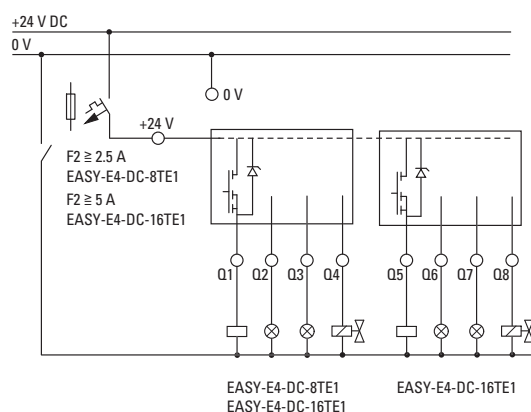 +24 V DC
0 V
0 V
+24 V
F2 ≧ 2.5 A
EASY-E4-DC-8TE1
F2 ≧ 5 A
EASY-E4-DC-16TE1
Q1 Q2 Q3 Q4 Q5 Q6 Q7 Q8
EASY-E4-DC-8TE1
EASY-E4-DC-16TE1
EASY-E4-DC-16TE1